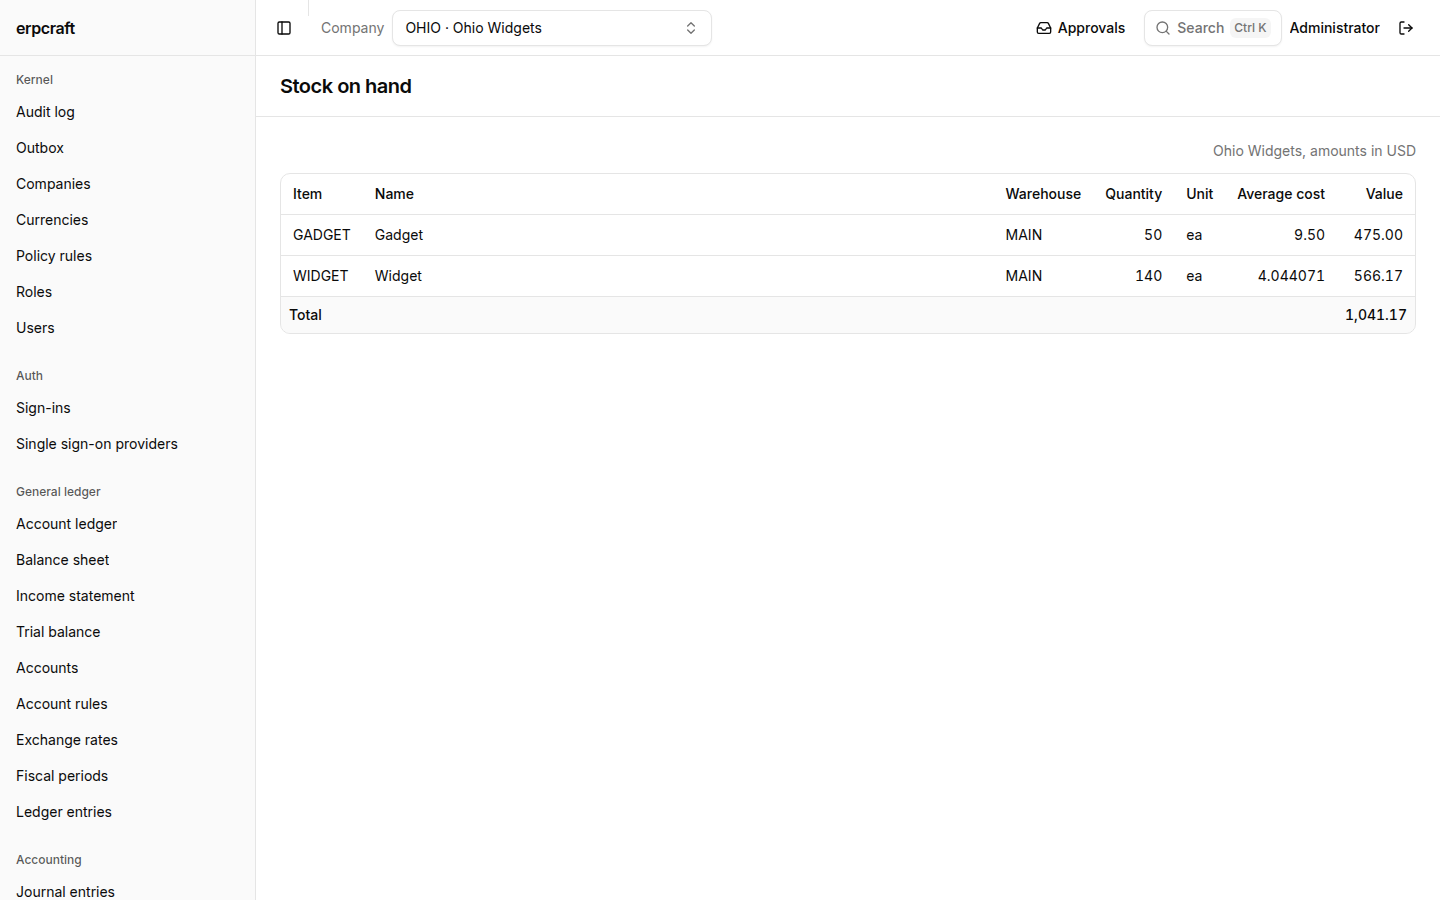 erpcraft
Company OHIO · Ohio Widgets Approvals Search Ctrl K Administrator
Kernel
Audit log
Outbox
Companies
Currencies
Policy rules
Roles
Users
Auth
Sign-ins
Single sign-on providers
General ledger
Account ledger
Balance sheet
Income statement
Trial balance
Accounts
Account rules
Exchange rates
Fiscal periods
Ledger entries
Accounting
Journal entries
Stock on hand
Ohio Widgets, amounts in USD
Item Name Warehouse Quantity Unit Average cost Value
GADGET Gadget MAIN 50 ea 9.50 475.00
WIDGET Widget MAIN 140 ea 4.044071 566.17
Total 1,041.17